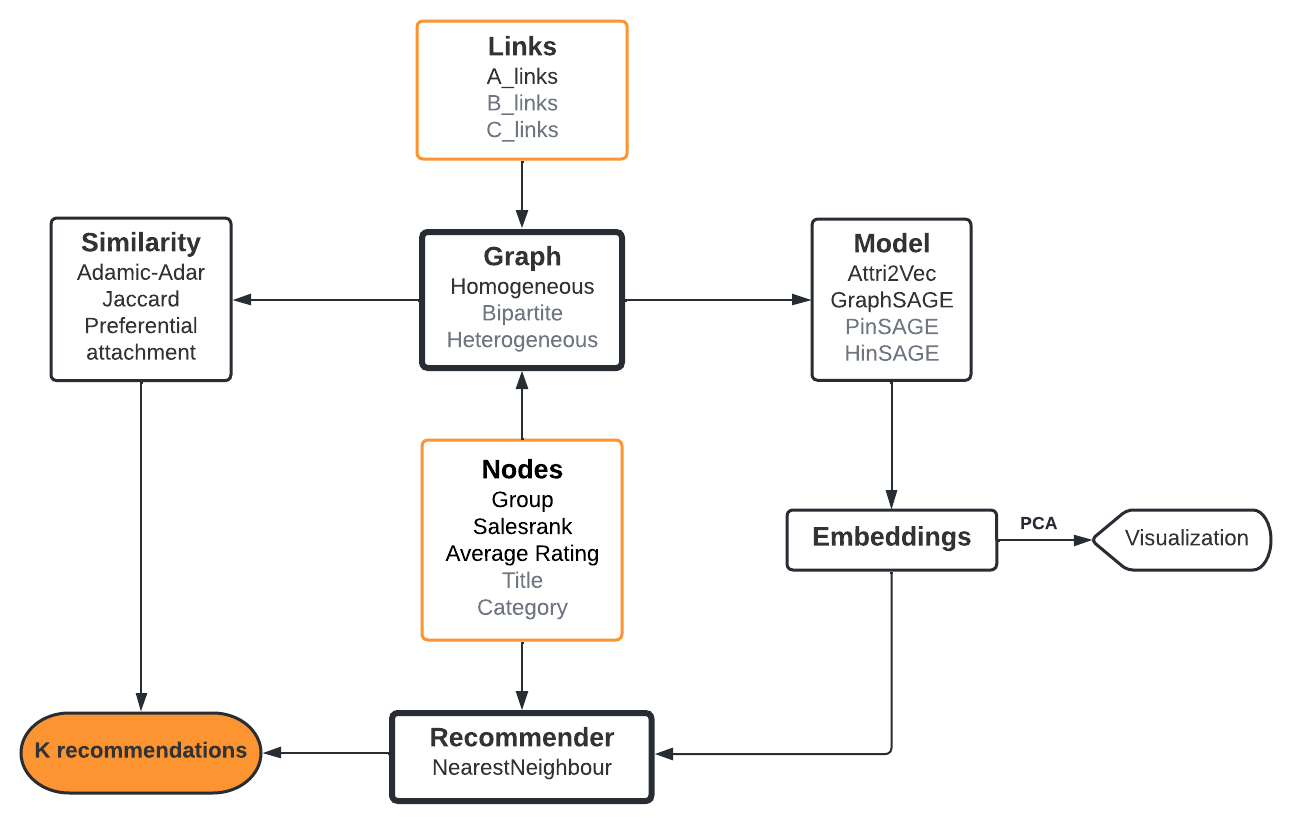 Links
A_links
B_links
C_links
Similarity
Adamic-Adar
Jaccard
Preferential
attachment
Graph
Homogeneous
Bipartite
Heterogeneous
Model
Attri2Vec
GraphSAGE
PinSAGE
HinSAGE
Nodes
Group
Salesrank
Average Rating
Title
Category
Embeddings
PCA
Visualization
K recommendations
Recommender
NearestNeighbour